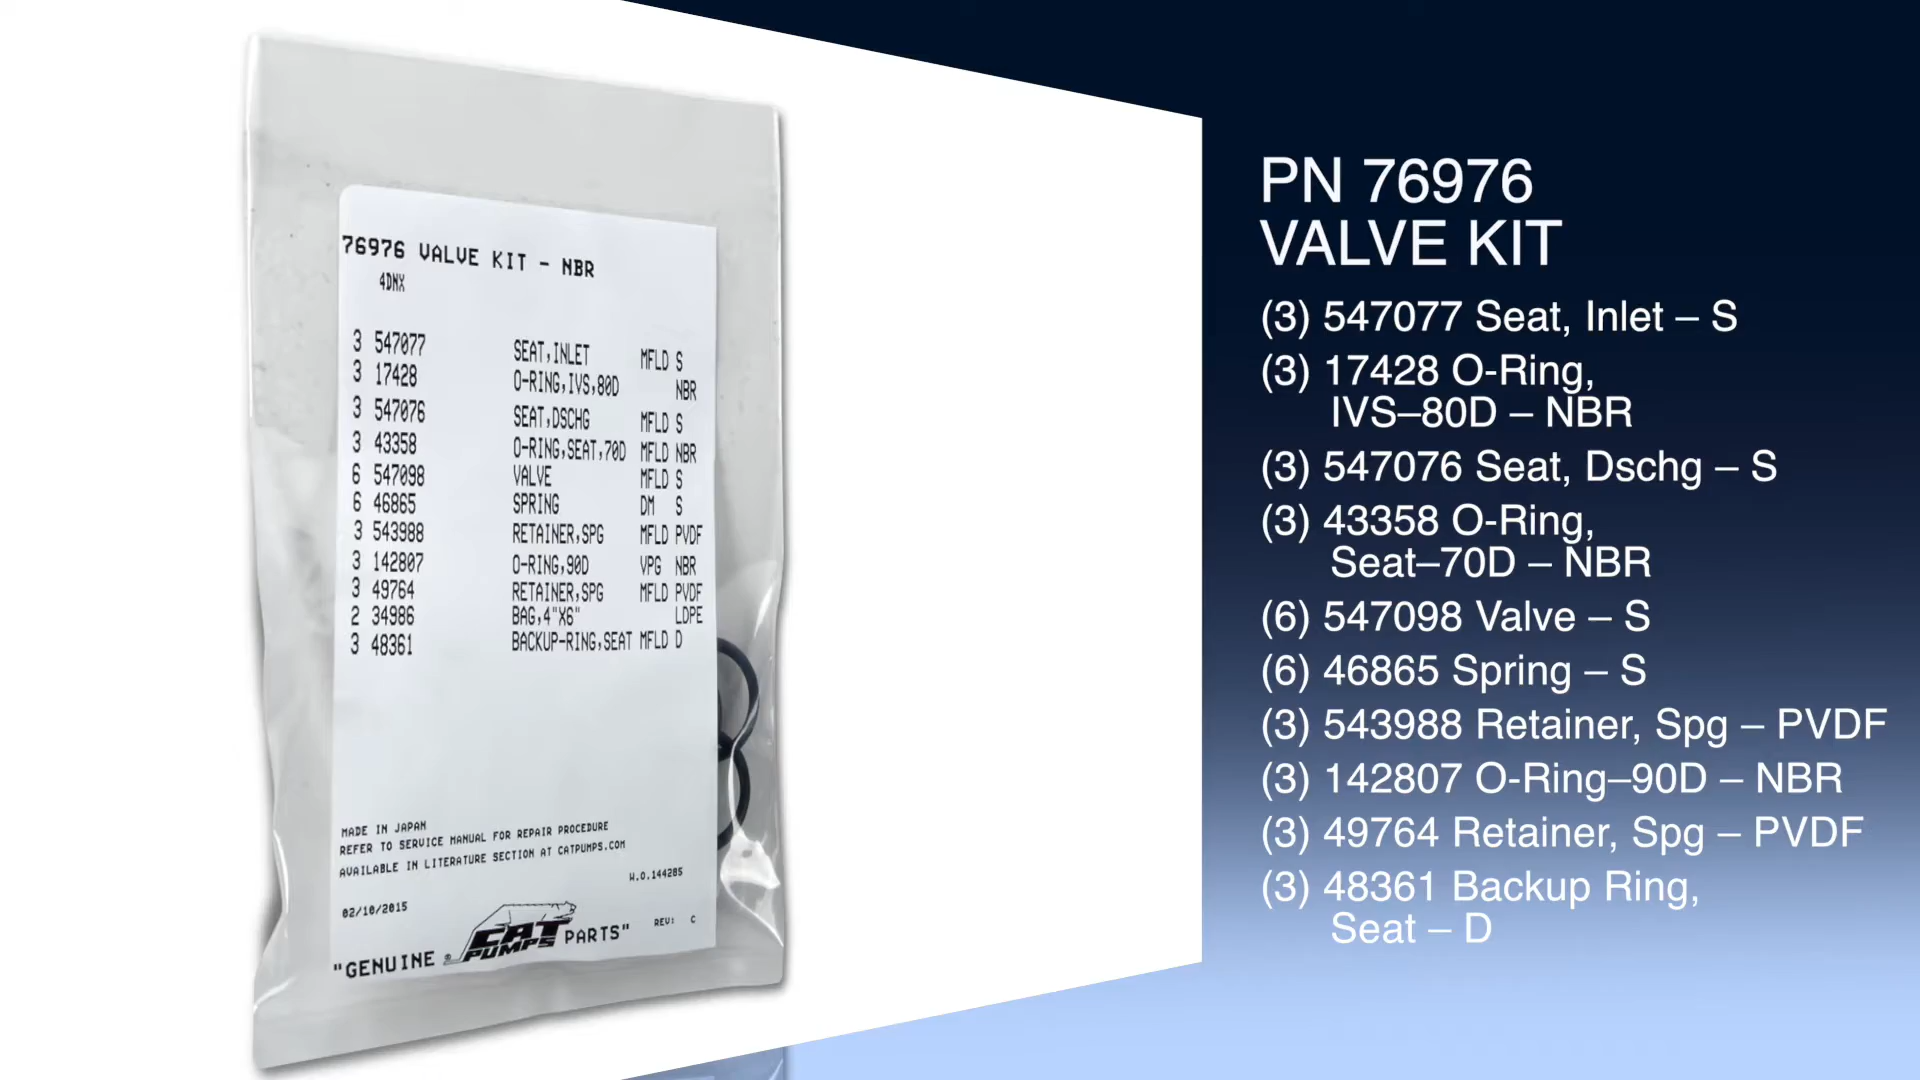 76976 VALVE KIT - NBR
4DNX
3 547077 SEAT,INLET MFLD S
3 17428 O-RING,IVS,80D NBR
3 547076 SEAT,DSCHG MFLD S
3 43358 O-RING,SEAT,70D MFLD NBR
6 547098 VALVE MFLD S
6 46865 SPRING DM S
3 543988 RETAINER,SPG MFLD PVDF
3 142807 O-RING,90D VPG NBR
3 49764 RETAINER,SPG MFLD PVDF
2 34986 BAG,4"X6" LDPE
3 48361 BACKUP-RING,SEAT MFLD D
MADE IN JAPAN
REFER TO SERVICE MANUAL FOR REPAIR PROCEDURE
AVAILABLE IN LITERATURE SECTION AT CATPUMPS.COM
W.O.144285
02/10/2015
REV: C
"GENUINE ® CAT PUMPS PARTS"
PN 76976
VALVE KIT
(3) 547077 Seat, Inlet – S
(3) 17428 O-Ring,
IVS–80D – NBR
(3) 547076 Seat, Dschg – S
(3) 43358 O-Ring,
Seat–70D – NBR
(6) 547098 Valve – S
(6) 46865 Spring – S
(3) 543988 Retainer, Spg – PVDF
(3) 142807 O-Ring–90D – NBR
(3) 49764 Retainer, Spg – PVDF
(3) 48361 Backup Ring,
Seat – D